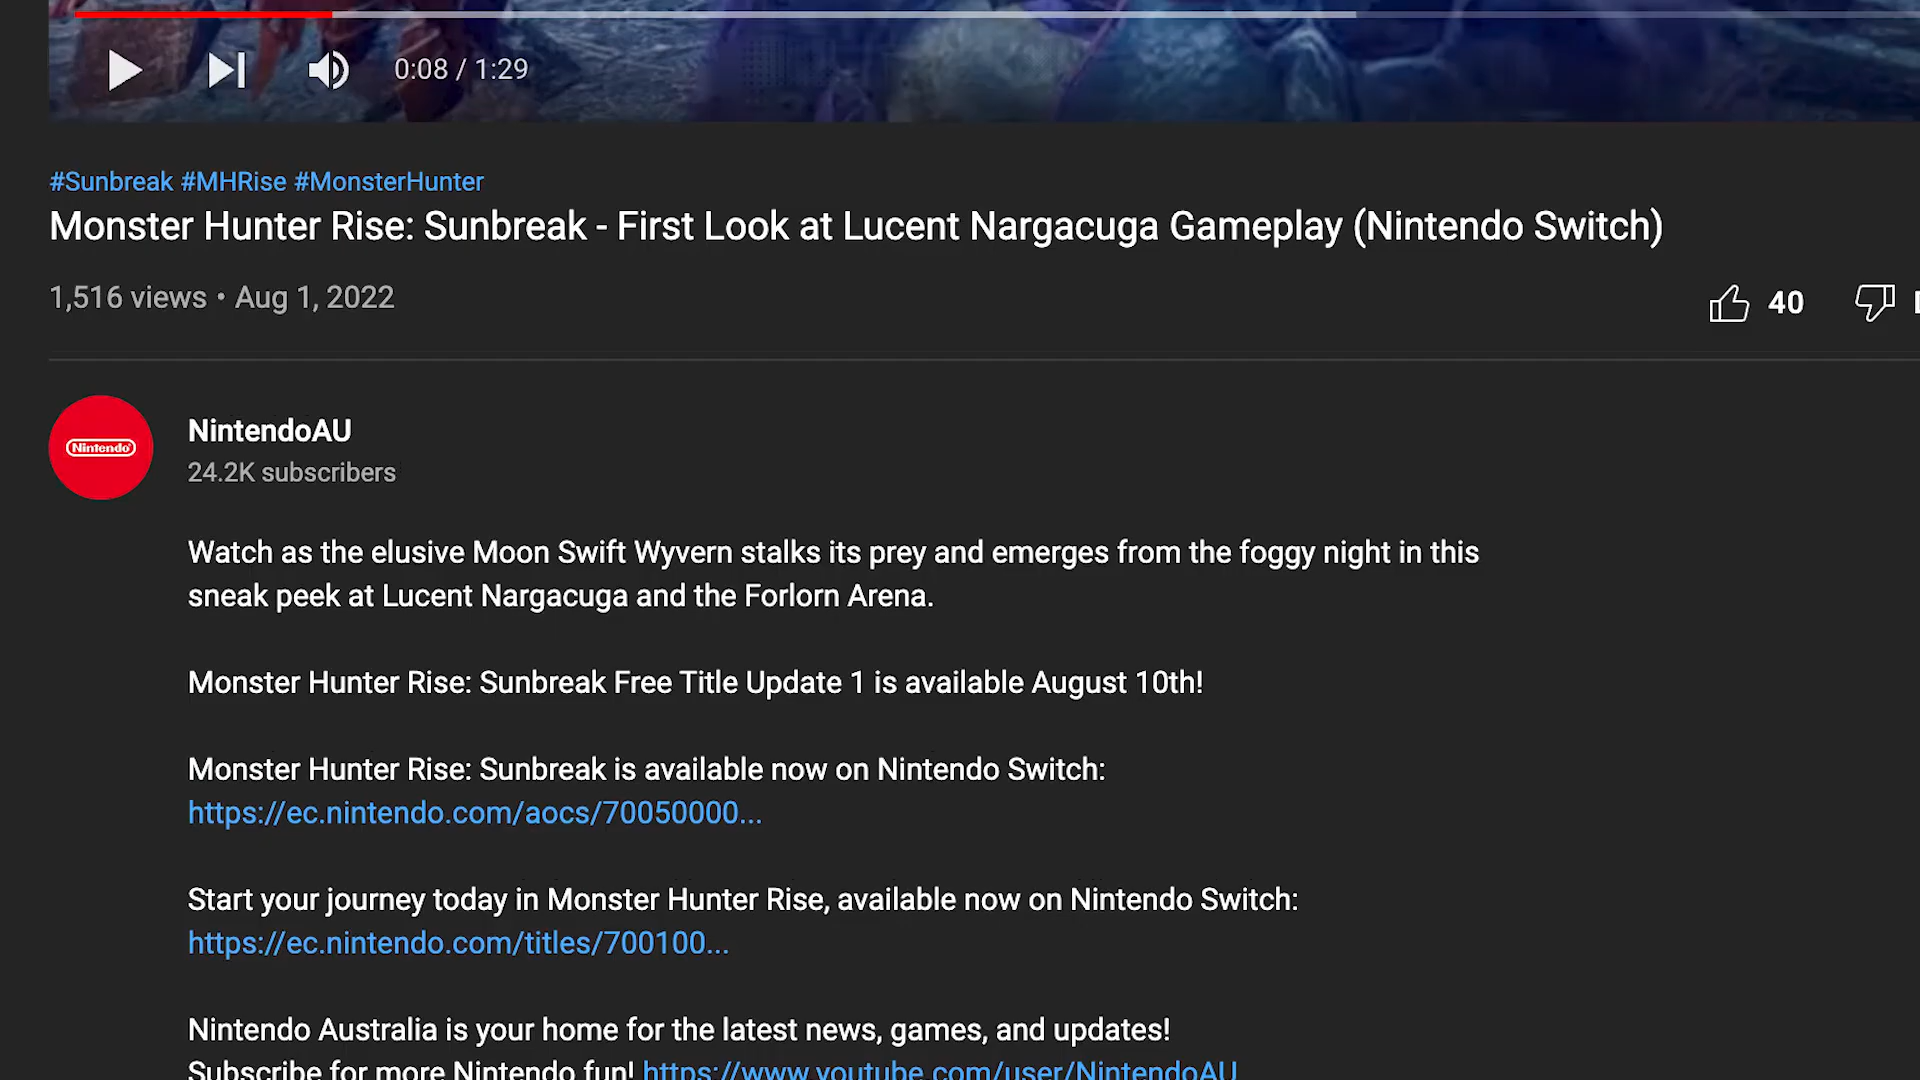 0:08 / 1:29
#Sunbreak #MHRise #MonsterHunter
Monster Hunter Rise: Sunbreak - First Look at Lucent Nargacuga Gameplay (Nintendo Switch)
1,516 views • Aug 1, 2022
40
Nintendo
NintendoAU
24.2K subscribers
Watch as the elusive Moon Swift Wyvern stalks its prey and emerges from the foggy night in this
sneak peek at Lucent Nargacuga and the Forlorn Arena.
Monster Hunter Rise: Sunbreak Free Title Update 1 is available August 10th!
Monster Hunter Rise: Sunbreak is available now on Nintendo Switch:
https://ec.nintendo.com/aocs/70050000...
Start your journey today in Monster Hunter Rise, available now on Nintendo Switch:
https://ec.nintendo.com/titles/700100...
Nintendo Australia is your home for the latest news, games, and updates!
Subscribe for more Nintendo fun! https://www.youtube.com/user/NintendoAU